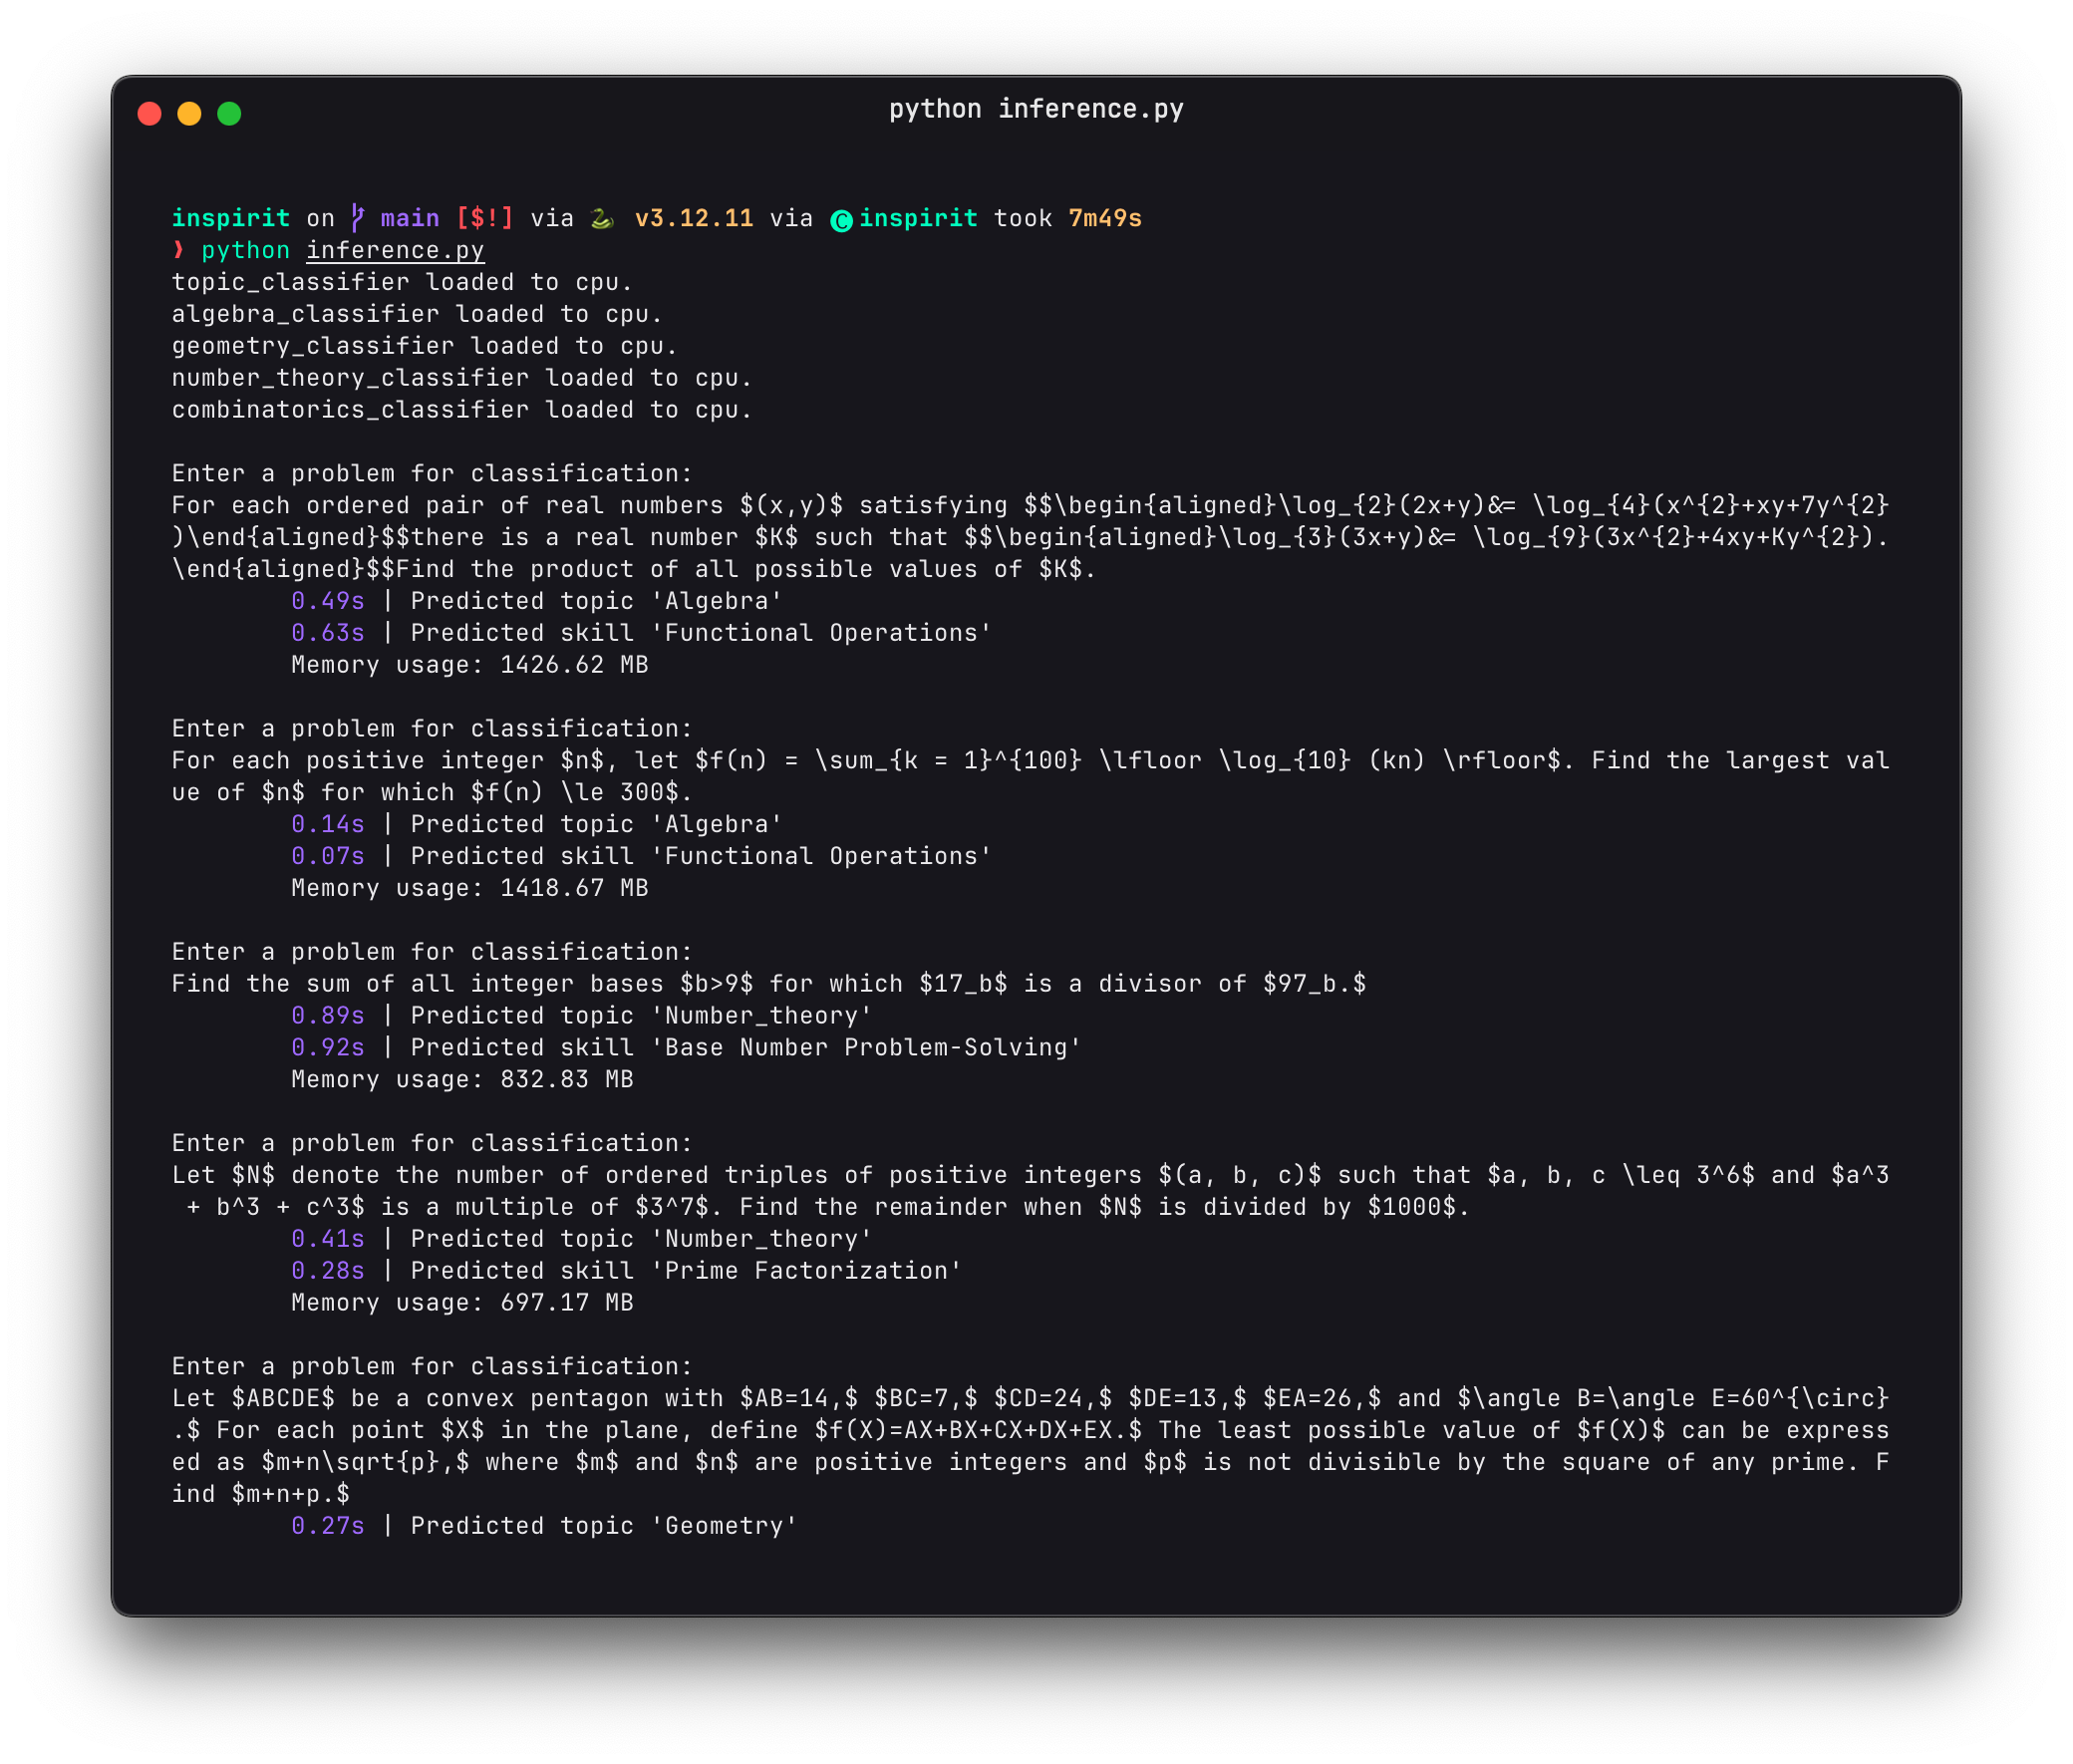 python inference.py
inspirit on main [$!] via 🐍 v3.12.11 via C inspirit took 7m49s
❯ python inference.py
topic_classifier loaded to cpu.
algebra_classifier loaded to cpu.
geometry_classifier loaded to cpu.
number_theory_classifier loaded to cpu.
combinatorics_classifier loaded to cpu.
Enter a problem for classification:
For each ordered pair of real numbers $(x,y)$ satisfying $$\begin{aligned}\log_{2}(2x+y)&= \log_{4}(x^{2}+xy+7y^{2}
)\end{aligned}$$there is a real number $K$ such that $$\begin{aligned}\log_{3}(3x+y)&= \log_{9}(3x^{2}+4xy+Ky^{2}).
\end{aligned}$$Find the product of all possible values of $K$.
0.49s | Predicted topic 'Algebra'
0.63s | Predicted skill 'Functional Operations'
Memory usage: 1426.62 MB
Enter a problem for classification:
For each positive integer $n$, let $f(n) = \sum_{k = 1}^{100} \lfloor \log_{10} (kn) \rfloor$. Find the largest val
ue of $n$ for which $f(n) \le 300$.
0.14s | Predicted topic 'Algebra'
0.07s | Predicted skill 'Functional Operations'
Memory usage: 1418.67 MB
Enter a problem for classification:
Find the sum of all integer bases $b>9$ for which $17_b$ is a divisor of $97_b.$
0.89s | Predicted topic 'Number_theory'
0.92s | Predicted skill 'Base Number Problem-Solving'
Memory usage: 832.83 MB
Enter a problem for classification:
Let $N$ denote the number of ordered triples of positive integers $(a, b, c)$ such that $a, b, c \leq 3^6$ and $a^3
+ b^3 + c^3$ is a multiple of $3^7$. Find the remainder when $N$ is divided by $1000$.
0.41s | Predicted topic 'Number_theory'
0.28s | Predicted skill 'Prime Factorization'
Memory usage: 697.17 MB
Enter a problem for classification:
Let $ABCDE$ be a convex pentagon with $AB=14,$ $BC=7,$ $CD=24,$ $DE=13,$ $EA=26,$ and $\angle B=\angle E=60^{\circ}
.$ For each point $X$ in the plane, define $f(X)=AX+BX+CX+DX+EX.$ The least possible value of $f(X)$ can be express
ed as $m+n\sqrt{p},$ where $m$ and $n$ are positive integers and $p$ is not divisible by the square of any prime. F
ind $m+n+p.$
0.27s | Predicted topic 'Geometry'